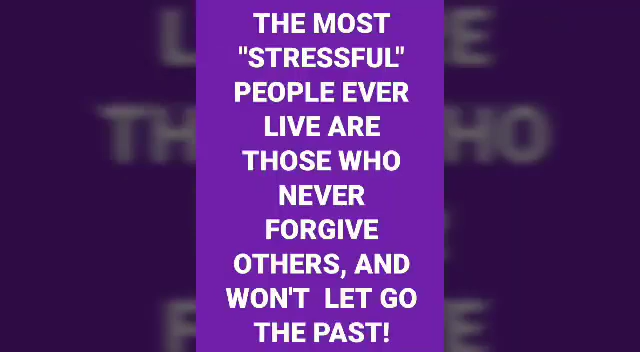 THE MOST
"STRESSFUL"
PEOPLE EVER
LIVE ARE
THOSE WHO
NEVER
FORGIVE
OTHERS, AND
WON'T  LET GO
THE PAST!